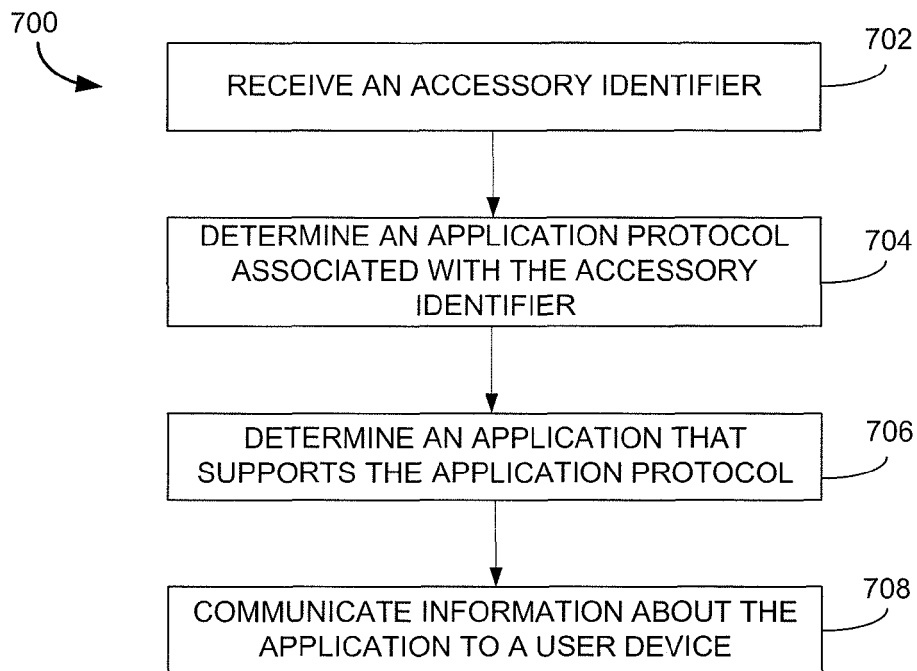 700
702
RECEIVE AN ACCESSORY IDENTIFIER
DETERMINE AN APPLICATION PROTOCOL
ASSOCIATED WITH THE ACCESSORY
IDENTIFIER
704
DETERMINE AN APPLICATION THAT
SUPPORTS THE APPLICATION PROTOCOL
706
COMMUNICATE INFORMATION ABOUT THE
APPLICATION TO A USER DEVICE
708